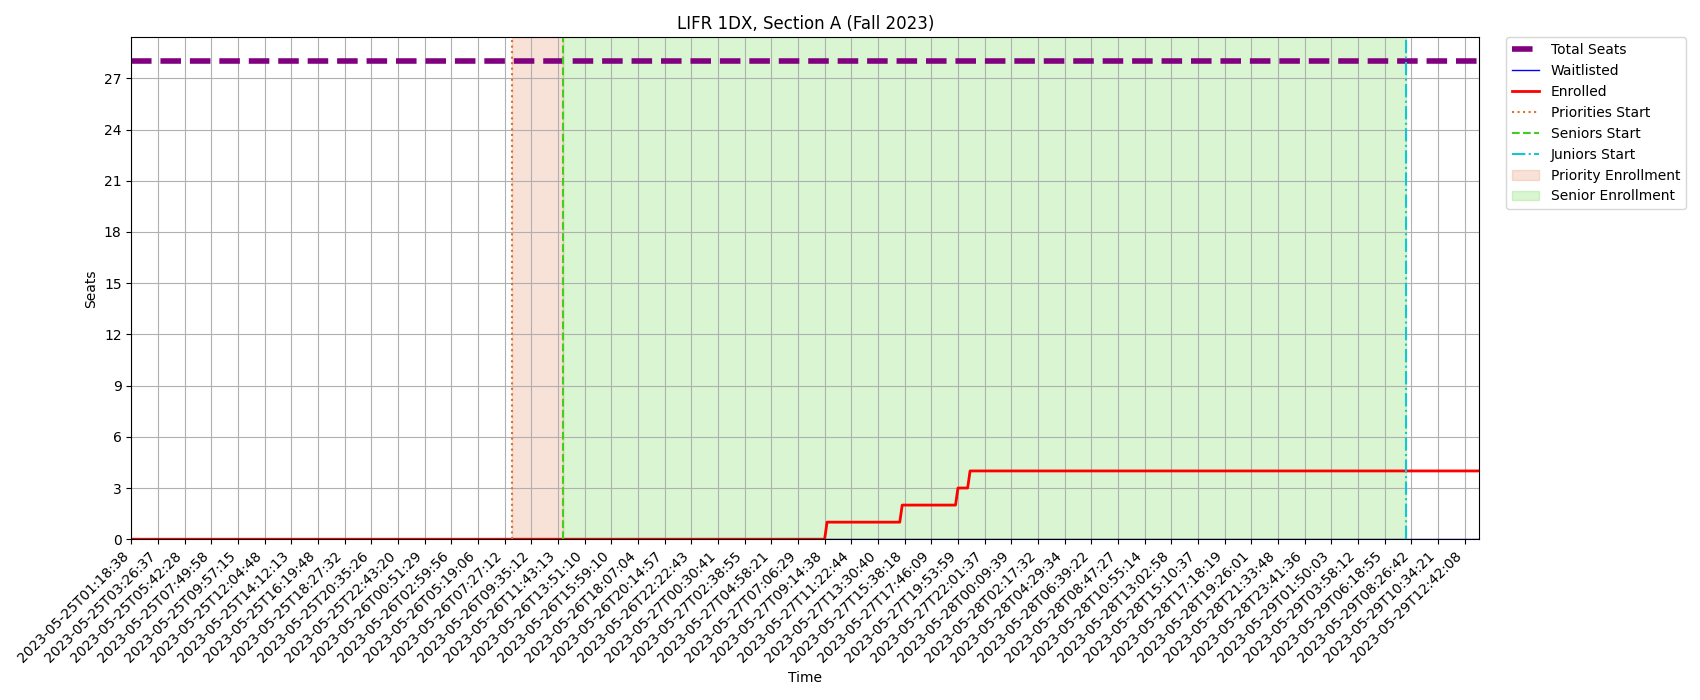 LIFR 1DX, Section A (Fall 2023)
Total Seats
Waitlisted
Enrolled
Priorities Start
Seniors Start
Juniors Start
Priority Enrollment
Senior Enrollment
Seats
27
24
21
18
15
12
9
6
3
0
2023-05-25T01:18:38
2023-05-25T03:26:37
2023-05-25T05:42:28
2023-05-25T07:49:58
2023-05-25T09:57:15
2023-05-25T12:04:48
2023-05-25T14:12:13
2023-05-25T16:19:48
2023-05-25T18:27:32
2023-05-25T20:35:26
2023-05-25T22:43:20
2023-05-26T00:51:29
2023-05-26T02:59:56
2023-05-26T05:19:06
2023-05-26T07:27:12
2023-05-26T09:35:12
2023-05-26T11:43:13
2023-05-26T13:51:10
2023-05-26T15:59:10
2023-05-26T18:07:04
2023-05-26T20:14:57
2023-05-26T22:22:43
2023-05-27T00:30:41
2023-05-27T02:38:55
2023-05-27T04:58:21
2023-05-27T07:06:29
2023-05-27T09:14:38
2023-05-27T11:22:44
2023-05-27T13:30:40
2023-05-27T15:38:18
2023-05-27T17:46:09
2023-05-27T19:53:59
2023-05-27T22:01:37
2023-05-28T00:09:39
2023-05-28T02:17:32
2023-05-28T04:29:34
2023-05-28T06:39:22
2023-05-28T08:47:27
2023-05-28T10:55:14
2023-05-28T13:02:58
2023-05-28T15:10:37
2023-05-28T17:18:19
2023-05-28T19:26:01
2023-05-28T21:33:48
2023-05-28T23:41:36
2023-05-29T01:50:03
2023-05-29T03:58:12
2023-05-29T06:18:55
2023-05-29T08:26:42
2023-05-29T10:34:21
2023-05-29T12:42:08
Time